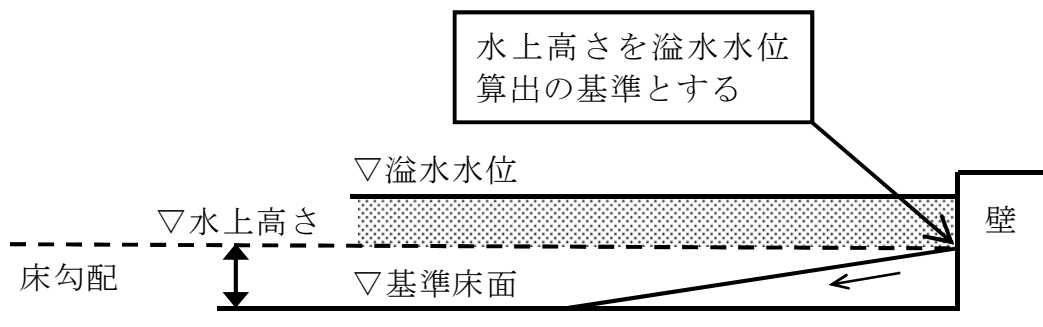 水上高さを溢水水位
算出の基準とする
▽溢水水位
▽水上高さ
壁
床勾配
▽基準床面